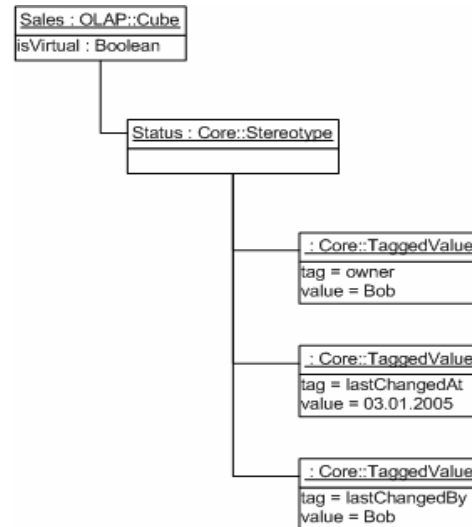 Sales : OLAP::Cube
isVirtual : Boolean
Status : Core::Stereotype
: Core::TaggedValue
tag = owner
value = Bob
: Core::TaggedValue
tag = lastChangedAt
value = 03.01.2005
: Core::TaggedValue
tag = lastChangedBy
value = Bob